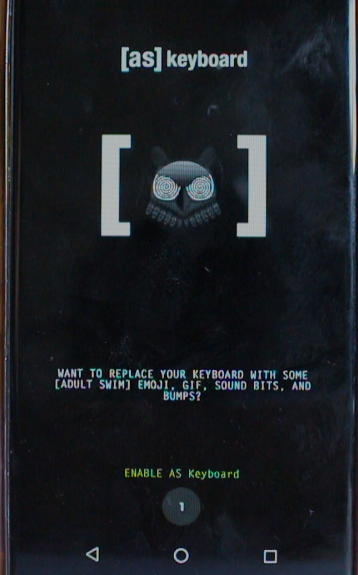 [as] keyboard
[ ]
WANT TO REPLACE YOUR KEYBOARD WITH SOME
[ADULT SWIM] EMOJI, GIF, SOUND BITS, AND
BUMPS?
ENABLE AS Keyboard
1